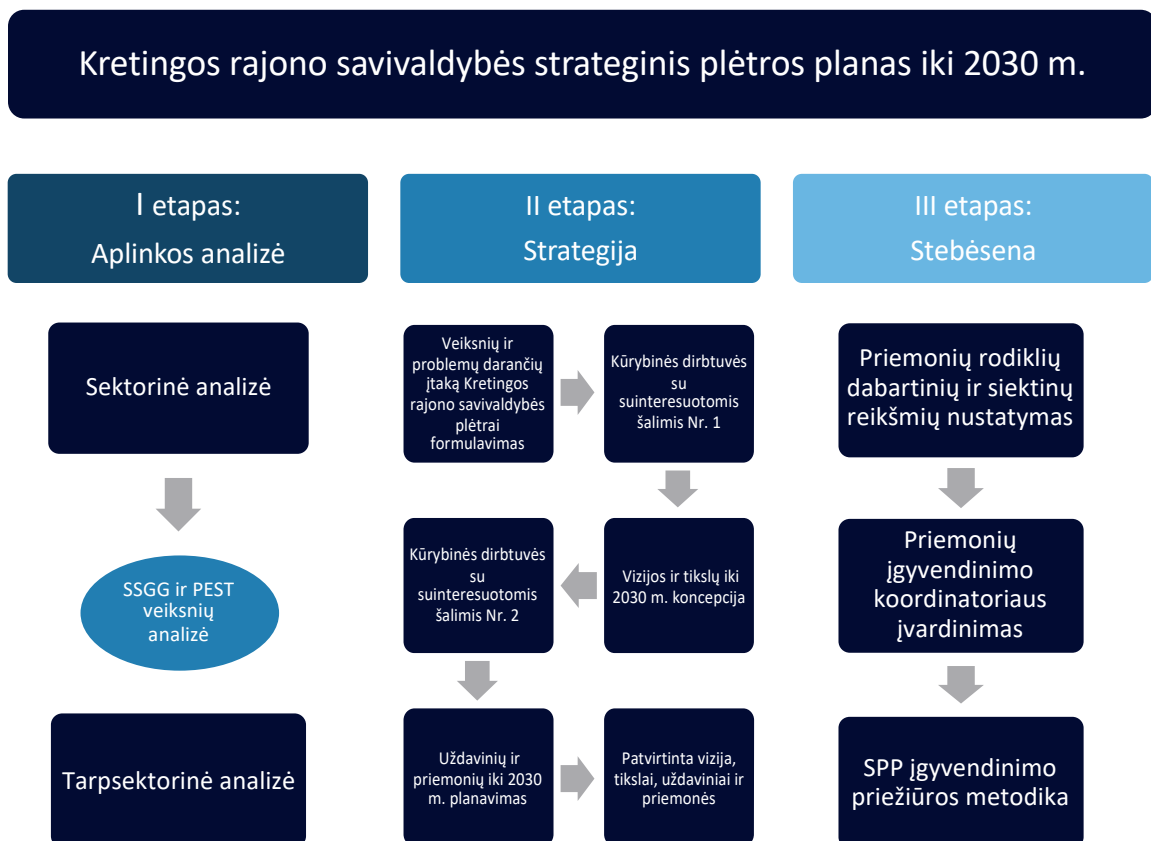 Kretingos rajono savivaldybės strateginis plėtros planas iki 2030 m.
I etapas:
Aplinkos analizė
II etapas:
Strategija
III etapas:
Stebėsena
Sektorinė analizė
SSGG ir PEST
veiksnių
analizė
Tarpsektorinė analizė
Veiksnių ir
problemų darančių
įtaką Kretingos
rajono savivaldybės
plėtrai
formulavimas
Kūrybinės dirbtuvės
su
suinteresuotomis
šalimis Nr. 1
Vizijos ir tikslų iki
2030 m. koncepcija
Kūrybinės dirbtuvės
su
suinteresuotomis
šalimis Nr. 2
Uždavinių ir
priemonių iki 2030
m. planavimas
Patvirtinta vizija,
tikslai, uždaviniai ir
priemonės
Priemonių rodiklių
dabartinių ir siektinų
reikšmių nustatymas
Priemonių
įgyvendinimo
koordinatoriaus
įvardinimas
SPP įgyvendinimo
priežiūros metodika